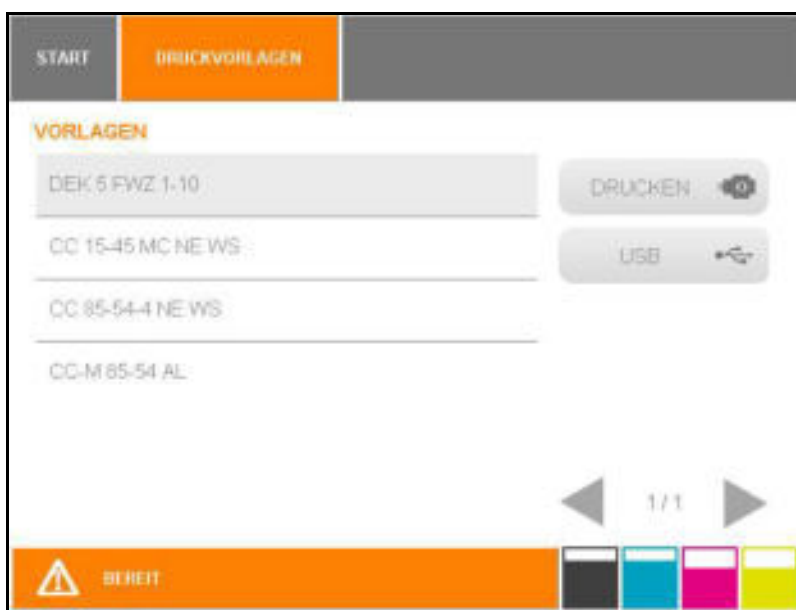 START
DRUCKVORLAGEN
VORLAGEN
DEK 5 FWZ 1-10
DRUCKEN
CC 15-45 MC NE WS
USB
CC 85-54-4 NE WS
CC-M 85-54 AL
1 / 1
BEREIT